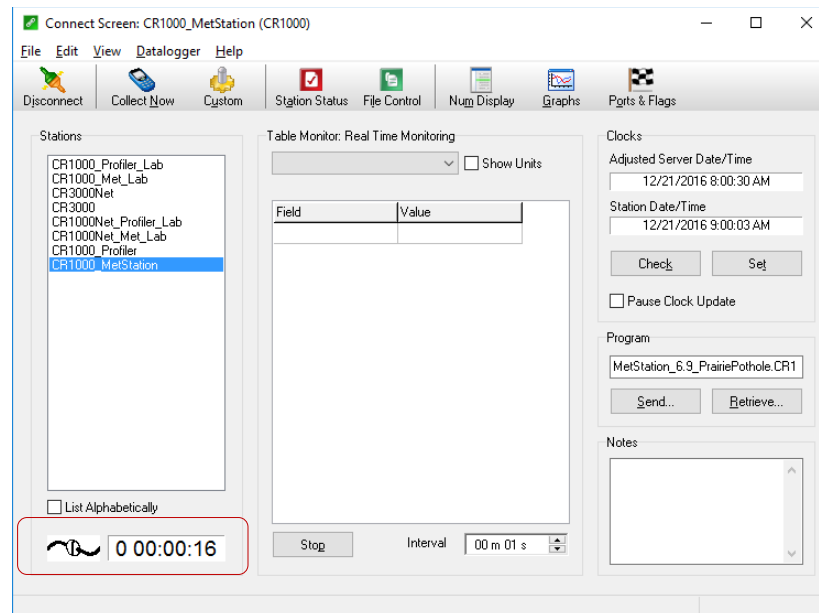 Connect Screen: CR1000_MetStation (CR1000)
File Edit View Datalogger Help
Disconnect Collect Now Custom Station Status File Control Num Display Graphs Ports & Flags
Stations
CR1000_Profiler_Lab
CR1000_Met_Lab
CR3000Net
CR3000
CR1000Net_Profiler_Lab
CR1000Net_Met_Lab
CR1000_Profiler
CR1000_MetStation
List Alphabetically
0 00:00:16
Table Monitor: Real Time Monitoring
Show Units
Field Value
Stop Interval 00 m 01 s
Clocks
Adjusted Server Date/Time
12/21/2016 8:00:30 AM
Station Date/Time
12/21/2016 9:00:03 AM
Check Set
Pause Clock Update
Program
MetStation_6.9_PrairiePothole.CR1
Send... Retrieve...
Notes